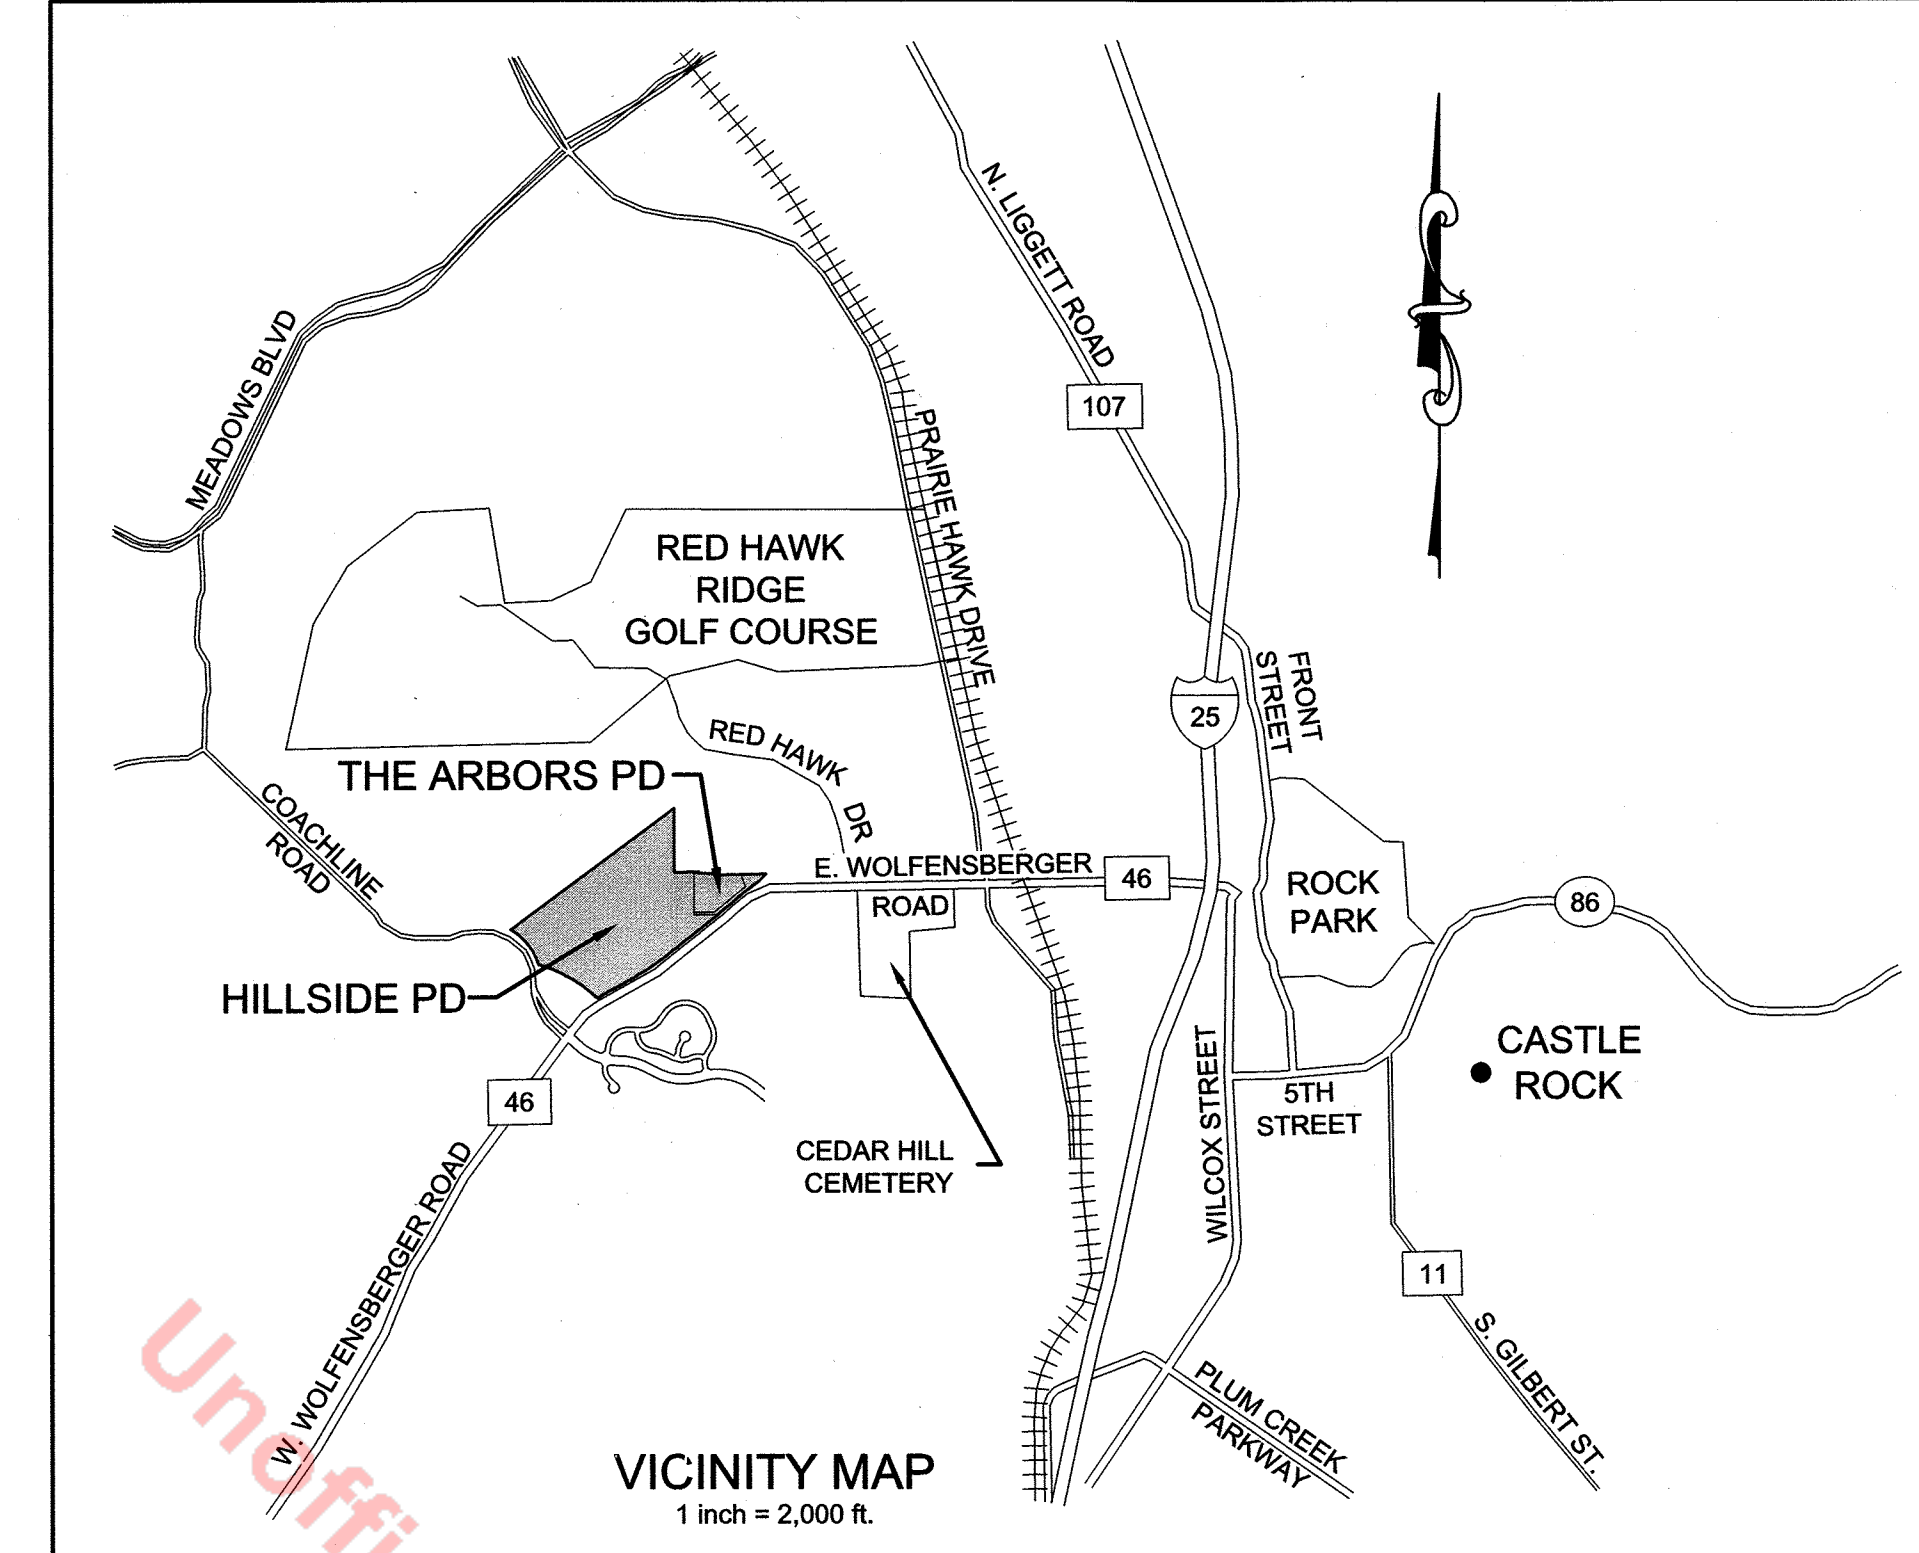 N. LIGGETT ROAD
MEADOWS BLVD
107
PRAIRIE HAWK DRIVE
RED HAWK
RIDGE
GOLF COURSE
FRONT
STREET
25
RED HAWK DR
THE ARBORS PD
COACHLINE
ROAD
E. WOLFENSBERGER
ROAD
46
ROCK
PARK
86
HILLSIDE PD
CASTLE
ROCK
WILCOX STREET
5TH
STREET
46
CEDAR HILL
CEMETERY
W. WOLFENSBERGER ROAD
11
S. GILBERT ST.
PLUM CREEK
PARKWAY
Unoffi
VICINITY MAP
1 inch = 2,000 ft.